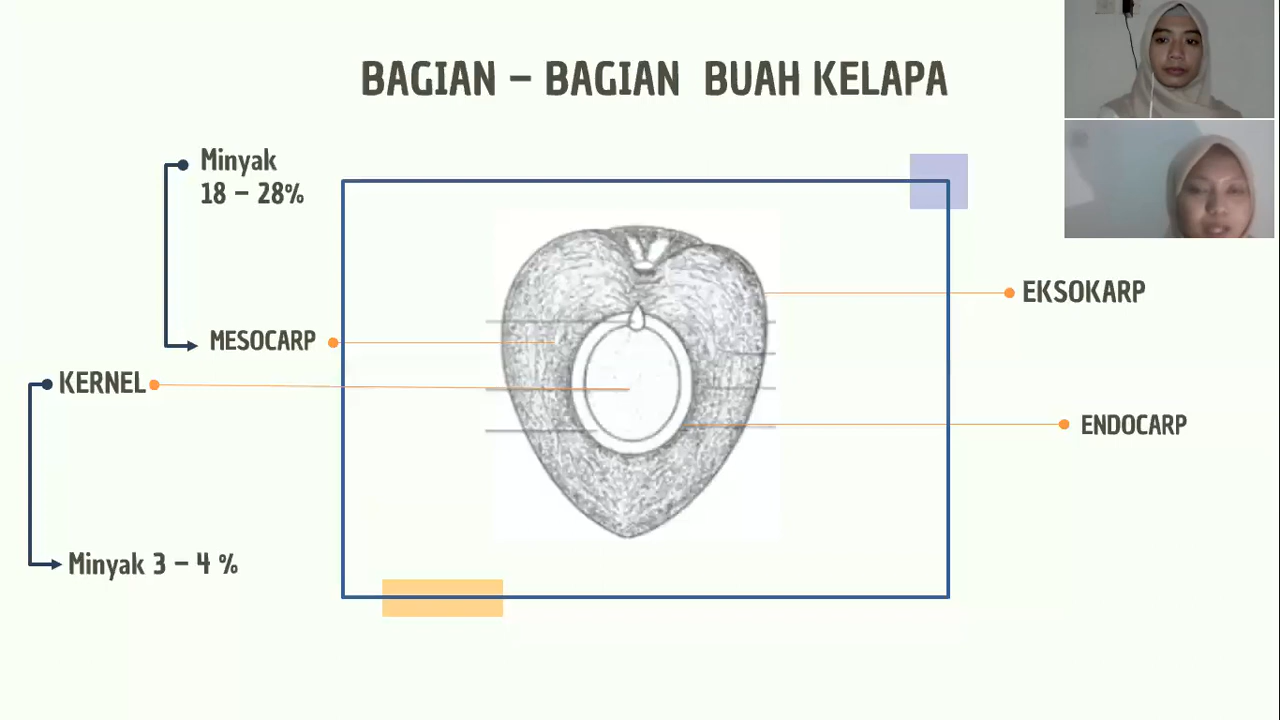 BAGIAN – BAGIAN BUAH KELAPA
Minyak
18 – 28%
EKSOKARP
MESOCARP
KERNEL
ENDOCARP
Minyak 3 – 4 %